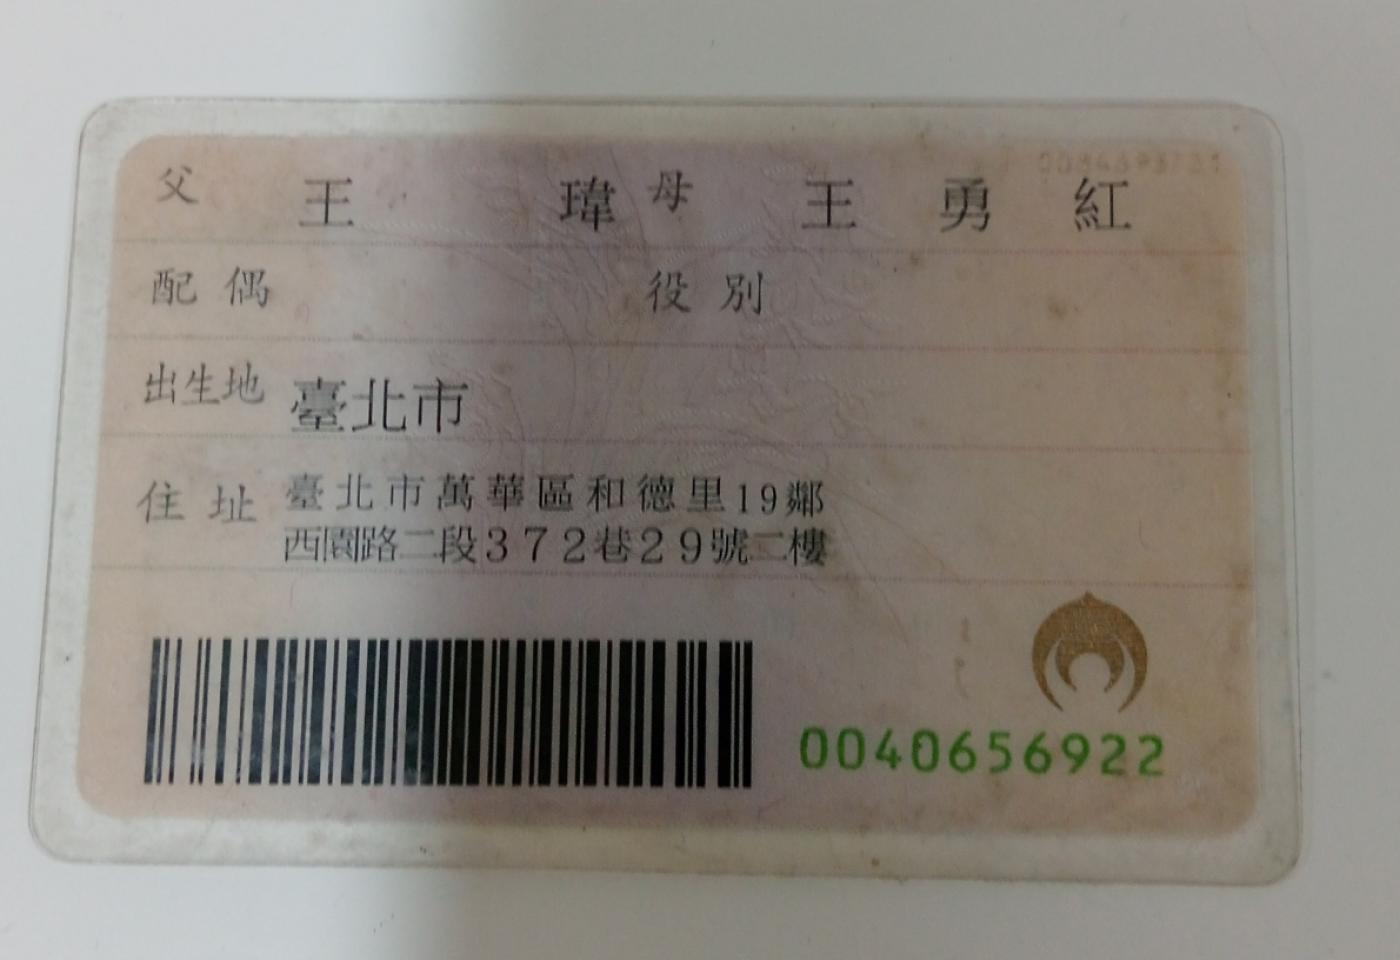 父 王 瑋 母 王 勇 紅
配偶 役別
出生地 臺北市
住址 臺北市萬華區和德里19鄰
西園路二段372巷29號二樓
0040656922